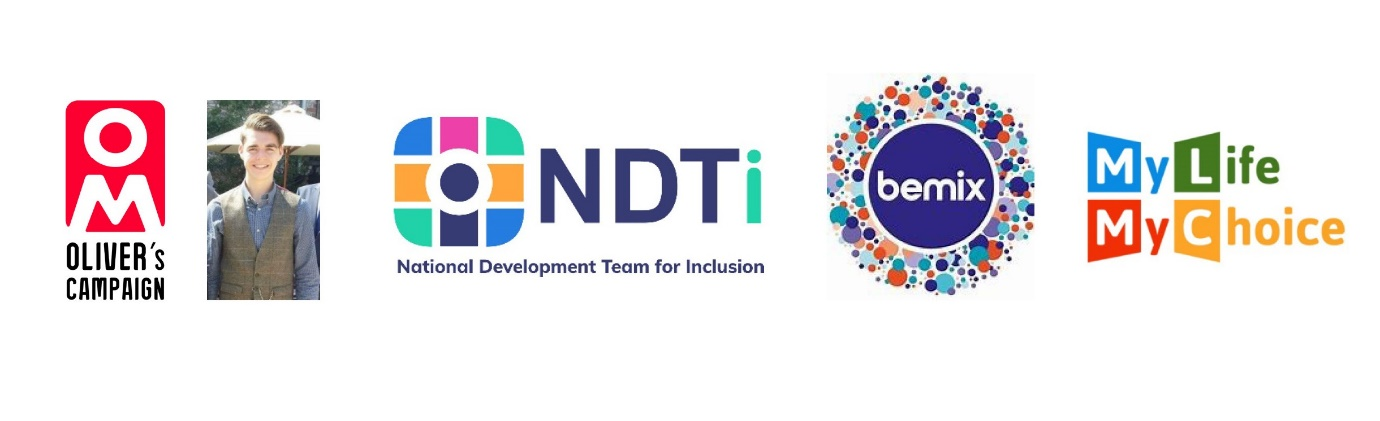 OM
OLIVER's
CAMPAIGN
NDTi
National Development Team for Inclusion
bemix
My Life
My Choice